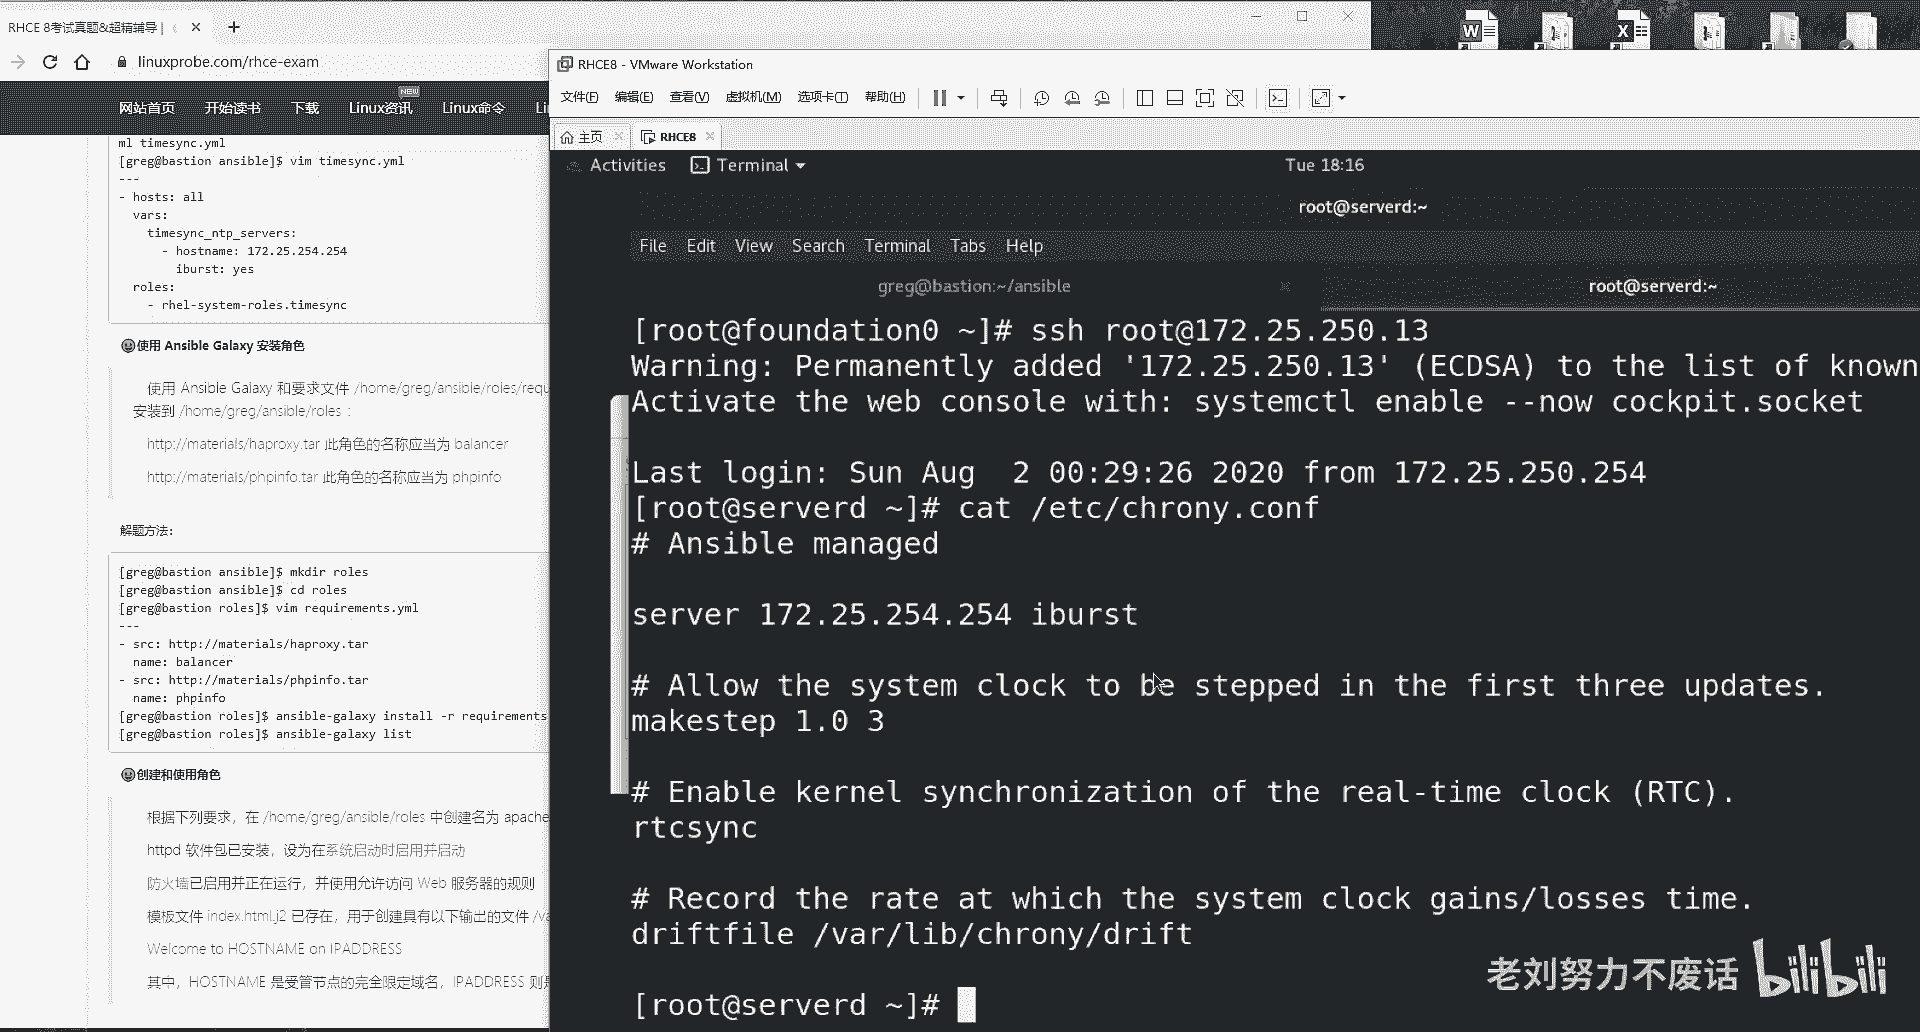 RHCE 8考试真题&超精辅导 |
linuxprobe.com/rhce-exam
网站首页 开始读书 下载 Linux资讯 NEW Linux命令 Li
ml timesync.yml
[greg@bastion ansible]$ vim timesync.yml
---
- hosts: all
vars:
timesync_ntp_servers:
- hostname: 172.25.254.254
iburst: yes
roles:
- rhel-system-roles.timesync
使用 Ansible Galaxy 安装角色
使用 Ansible Galaxy 和要求文件 /home/greg/ansible/roles/requ
安装到 /home/greg/ansible/roles :
http://materials/haproxy.tar 此角色的名称应当为 balancer
http://materials/phpinfo.tar 此角色的名称应当为 phpinfo
解题方法:
[greg@bastion ansible]$ mkdir roles
[greg@bastion ansible]$ cd roles
[greg@bastion roles]$ vim requirements.yml
---
- src: http://materials/haproxy.tar
name: balancer
- src: http://materials/phpinfo.tar
name: phpinfo
[greg@bastion roles]$ ansible-galaxy install -r requirements
[greg@bastion roles]$ ansible-galaxy list
创建和使用角色
根据下列要求，在 /home/greg/ansible/roles 中创建名为 apache
httpd 软件包已安装，设为在系统启动时启用并启动
防火墙已启用并正在运行，并使用允许访问 Web 服务器的规则
模板文件 index.html.j2 已存在，用于创建具有以下输出的文件 /va
Welcome to HOSTNAME on IPADDRESS
其中，HOSTNAME 是受管节点的完全限定域名，IPADDRESS 则是
RHCE8 - VMware Workstation
文件(F) 编辑(E) 查看(V) 虚拟机(M) 选项卡(T) 帮助(H)
主页 RHCE8
Activities Terminal Tue 18:16
root@serverd:~
File Edit View Search Terminal Tabs Help
greg@bastion:~/ansible root@serverd:~
[root@foundation0 ~]# ssh root@172.25.250.13
Warning: Permanently added '172.25.250.13' (ECDSA) to the list of known
Activate the web console with: systemctl enable --now cockpit.socket
Last login: Sun Aug  2 00:29:26 2020 from 172.25.250.254
[root@serverd ~]# cat /etc/chrony.conf
# Ansible managed
server 172.25.254.254 iburst
# Allow the system clock to be stepped in the first three updates.
makestep 1.0 3
# Enable kernel synchronization of the real-time clock (RTC).
rtcsync
# Record the rate at which the system clock gains/losses time.
driftfile /var/lib/chrony/drift
[root@serverd ~]#
老刘努力不废话 bilibili